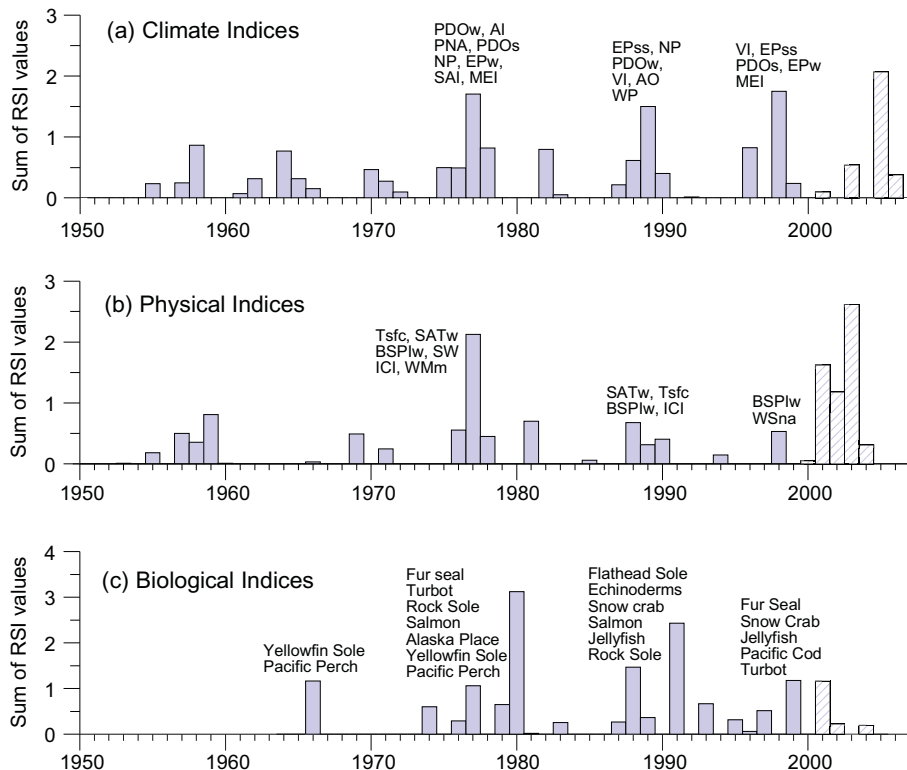 (a) Climate Indices
Sum of RSI values
3
2
1
0
PDOw, AI
PNA, PDOs
NP, EPw,
SAI, MEI
EPss, NP
PDOw,
VI, AO
WP
VI, EPss
PDOs, EPw
MEI
1950 1960 1970 1980 1990 2000
(b) Physical Indices
Sum of RSI values
3
2
1
0
Tsfc, SATw
BSPIw, SW
ICI, WMm
SATw, Tsfc
BSPIw, ICI
BSPIw
WSna
1950 1960 1970 1980 1990 2000
(c) Biological Indices
Sum of RSI values
4
3
2
1
0
Yellowfin Sole
Pacific Perch
Fur seal
Turbot
Rock Sole
Salmon
Alaska Place
Yellowfin Sole
Pacific Perch
Flathead Sole
Echinoderms
Snow crab
Salmon
Jellyfish
Rock Sole
Fur Seal
Snow Crab
Jellyfish
Pacific Cod
Turbot
1950 1960 1970 1980 1990 2000